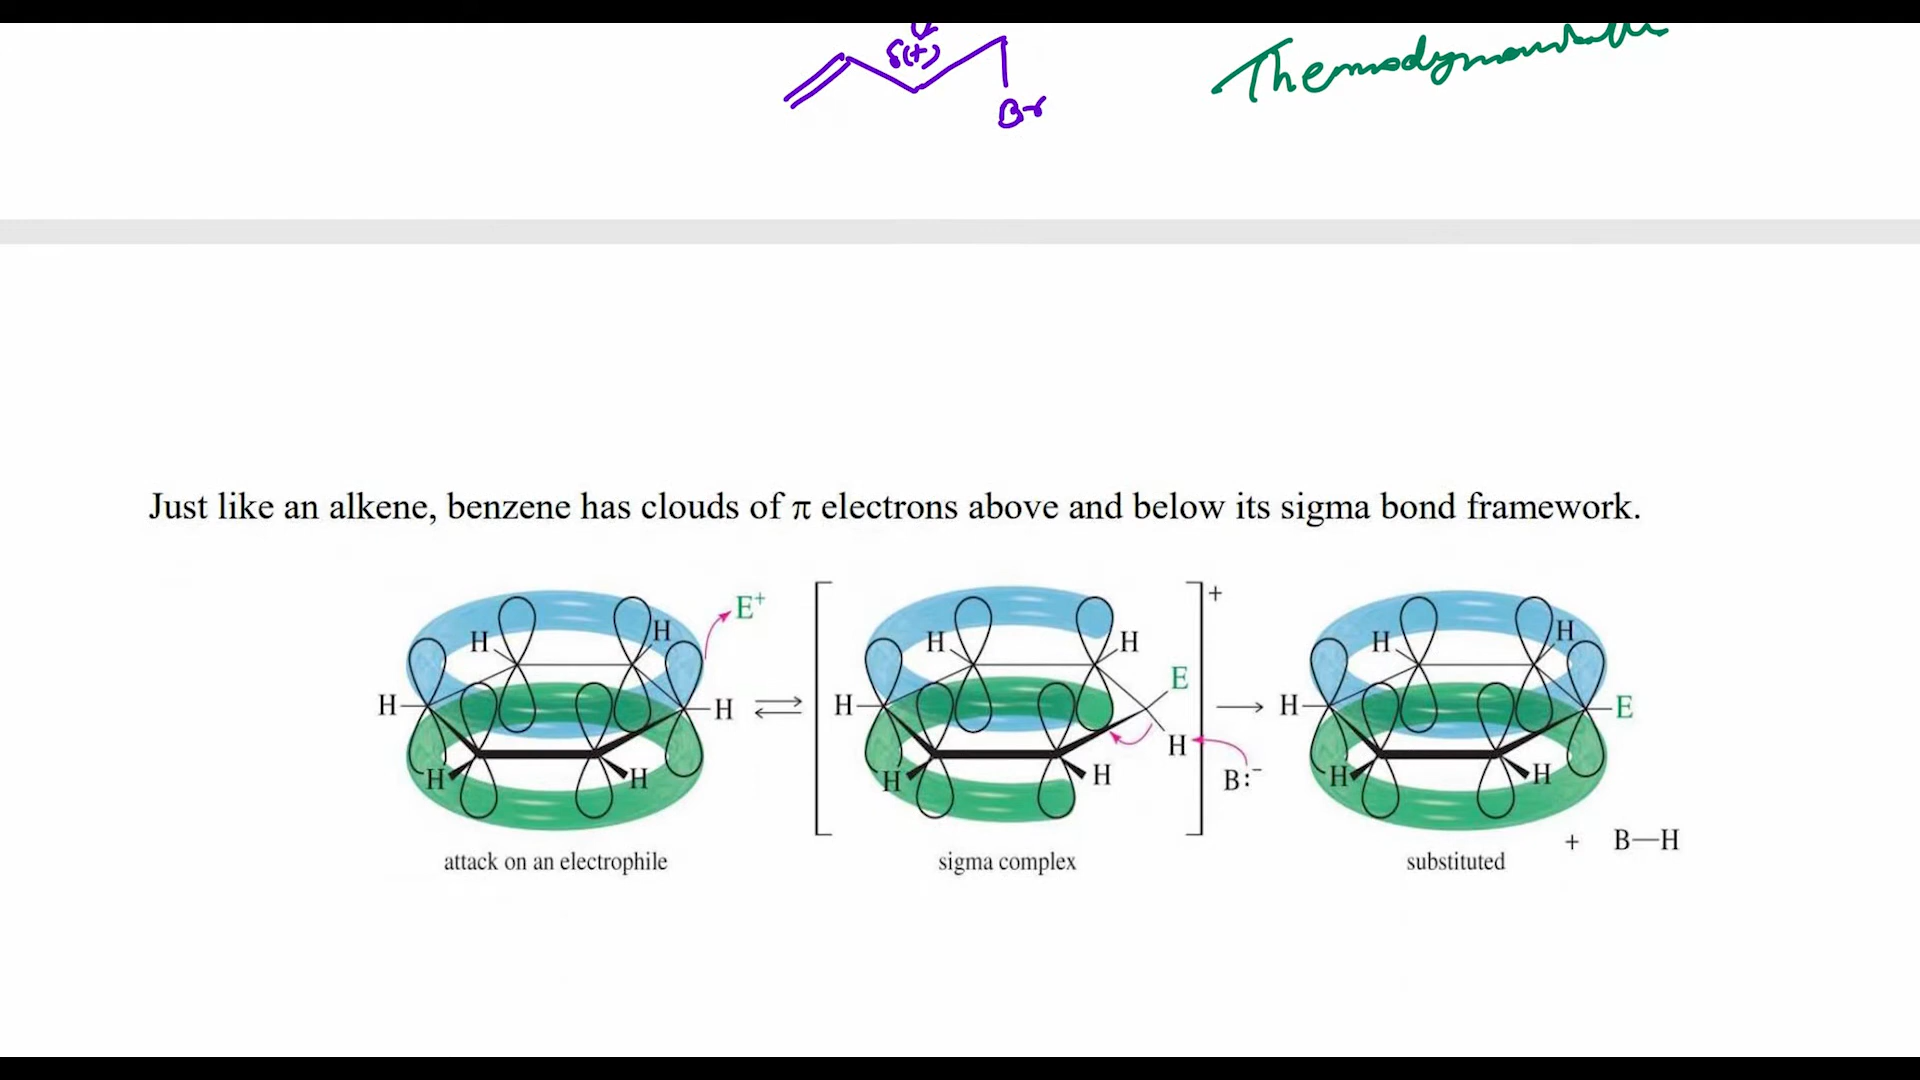 δ(+)
Br
Just like an alkene, benzene has clouds of π electrons above and below its sigma bond framework.
H H H H H H E⁺
H H H H H E H + B:⁻
H H H H H E
+ B—H
attack on an electrophile
sigma complex
substituted